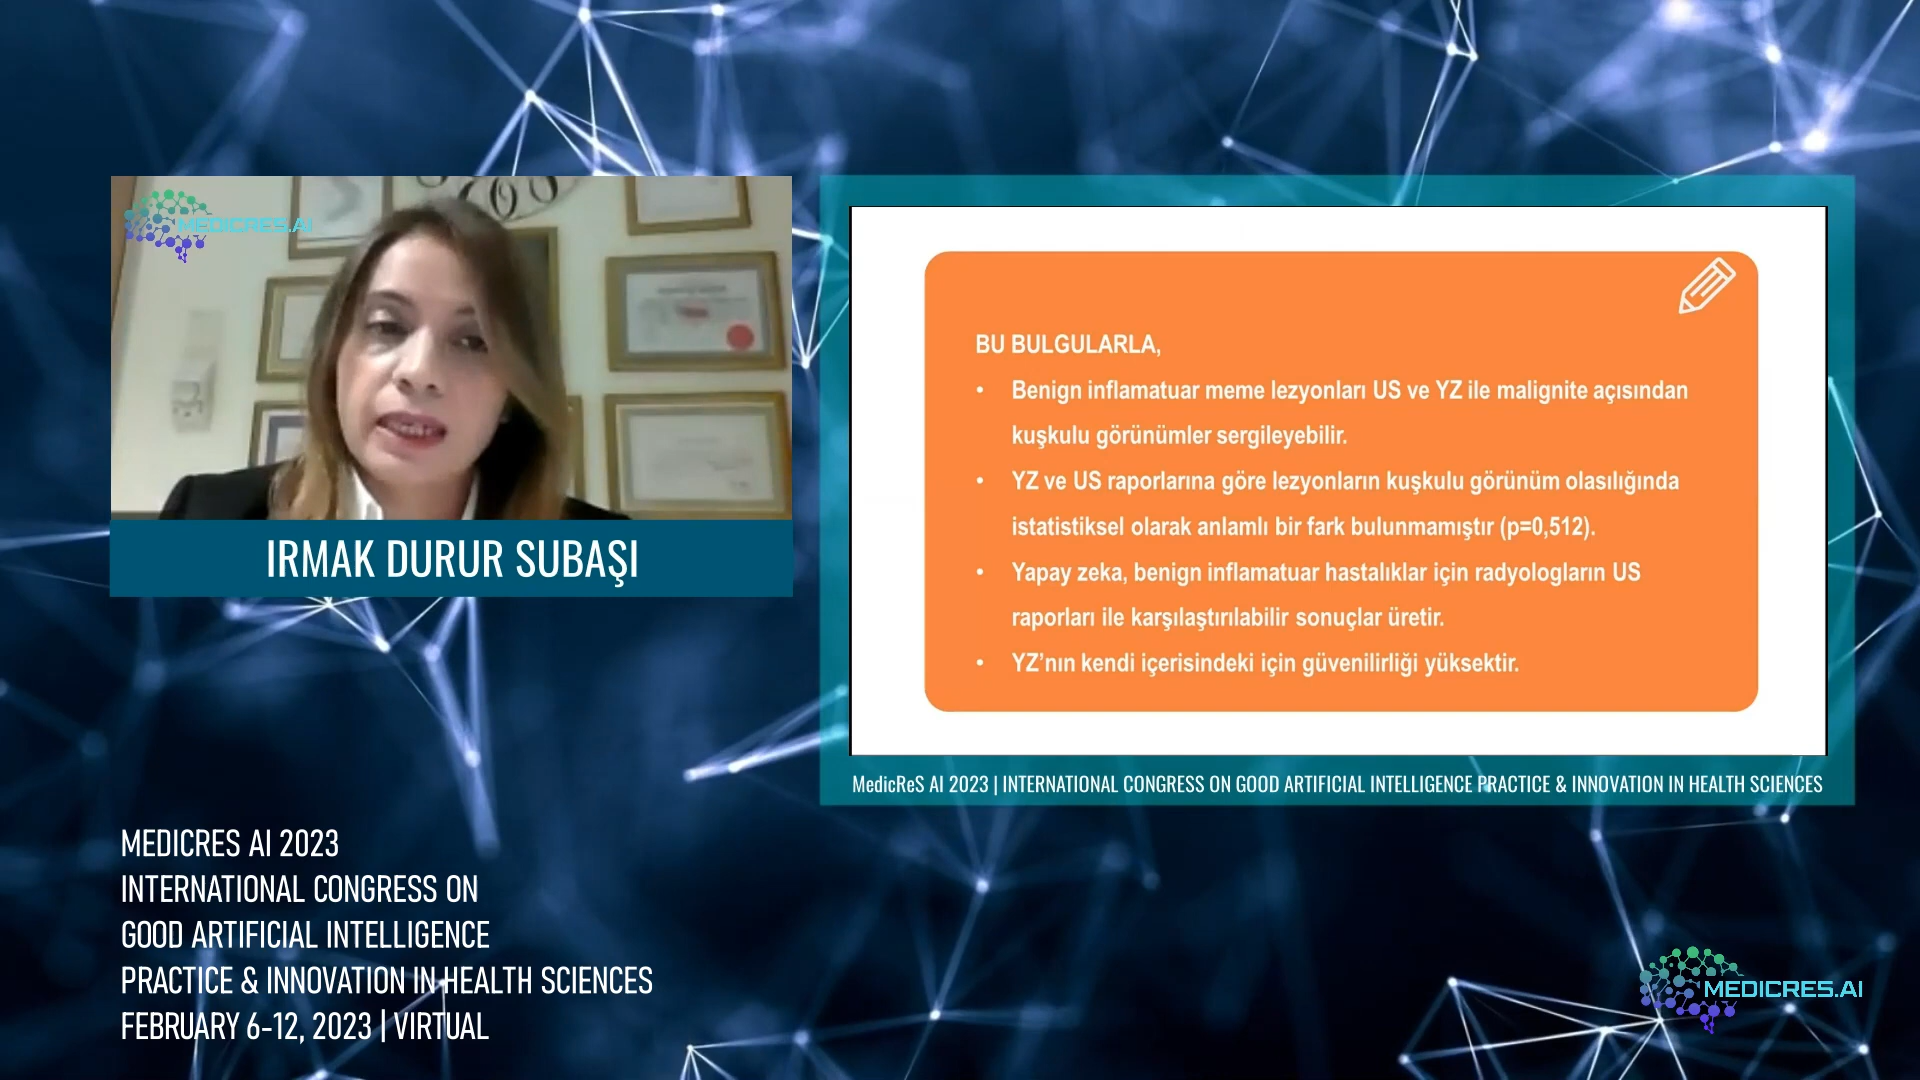 MEDICRES.AI
IRMAK DURUR SUBAŞI
BU BULGULARLA,
• Benign inflamatuar meme lezyonları US ve YZ ile malignite açısından
kuşkulu görünümler sergileyebilir.
• YZ ve US raporlarına göre lezyonların kuşkulu görünüm olasılığında
istatistiksel olarak anlamlı bir fark bulunmamıştır (p=0,512).
• Yapay zeka, benign inflamatuar hastalıklar için radyologların US
raporları ile karşılaştırılabilir sonuçlar üretir.
• YZ’nın kendi içerisindeki için güvenilirliği yüksektir.
MedicReS AI 2023 | INTERNATIONAL CONGRESS ON GOOD ARTIFICIAL INTELLIGENCE PRACTICE & INNOVATION IN HEALTH SCIENCES
MEDICRES AI 2023
INTERNATIONAL CONGRESS ON
GOOD ARTIFICIAL INTELLIGENCE
PRACTICE & INNOVATION IN HEALTH SCIENCES
FEBRUARY 6-12, 2023 | VIRTUAL
MEDICRES.AI